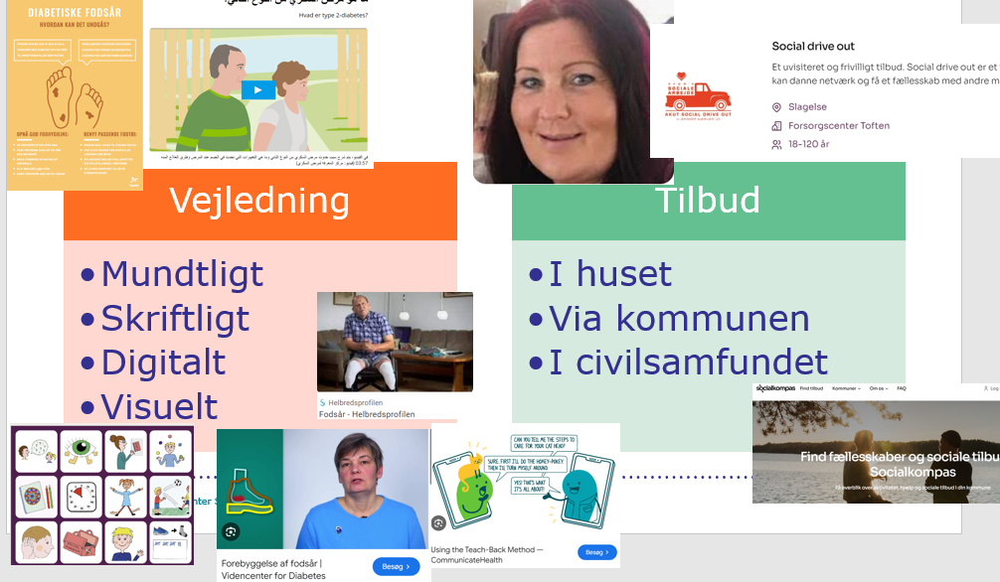 DIABETISKE FODSÅR
HVORDAN KAN DET UNDGÅS?
OPNÅ GOD FODHYGIEJNE:
BENYT PASSENDE FODTØJ:
Hvad er type 2-diabetes?
Social drive out
Et uvisiteret og frivilligt tilbud. Social drive out er et
kan danne netværk og få et fællesskab med andre m
Slagelse
Forsorgscenter Toften
18-120 år
SOCIALE
ARBEJDE
AKUT SOCIAL DRIVE OUT
Vejledning
• Mundtligt
• Skriftligt
• Digitalt
• Visuelt
Tilbud
• I huset
• Via kommunen
• I civilsamfundet
Helbredsprofilen
Fodsår - Helbredsprofilen
nter S
Forebyggelse af fodsår |
Videncenter for Diabetes
Besøg >
CAN YOU TELL ME THE STEPS TO
CARE FOR YOUR CAT HEAD?
SURE. FIRST I'LL DO THE HOKEY-POKEY.
THEN I'LL TURN MYSELF AROUND.
YES! THAT'S WHAT
IT'S ALL ABOUT!
Using the Teach-Back Method —
CommunicateHealth
Besøg >
socialkompas Find tilbud Kommuner Om os FAQ Log
Find fællesskaber og sociale tilbu
Socialkompas
Få overblik over aktiviteter, hjælp og sociale tilbud i din kommune